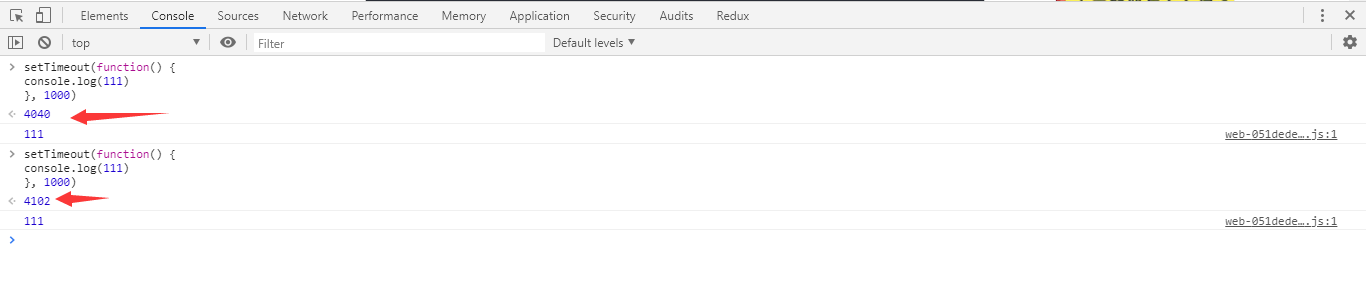 Elements Console Sources Network Performance Memory Application Security Audits Redux
top Filter Default levels
setTimeout(function() {
console.log(111)
}, 1000)
4040
111 web-051dede….js:1
setTimeout(function() {
console.log(111)
}, 1000)
4102
111 web-051dede….js:1